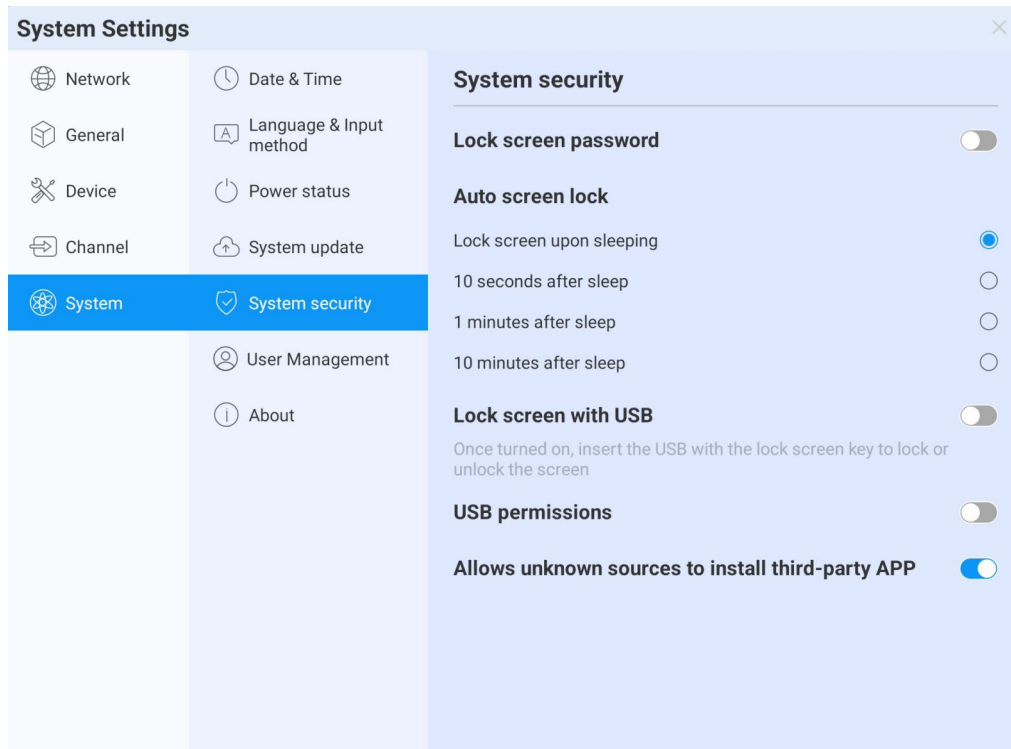 System Settings
Network
General
Device
Channel
System
Date & Time
Language & Input
method
Power status
System update
System security
User Management
About
System security
Lock screen password
Auto screen lock
Lock screen upon sleeping
10 seconds after sleep
1 minutes after sleep
10 minutes after sleep
Lock screen with USB
Once turned on, insert the USB with the lock screen key to lock or
unlock the screen
USB permissions
Allows unknown sources to install third-party APP